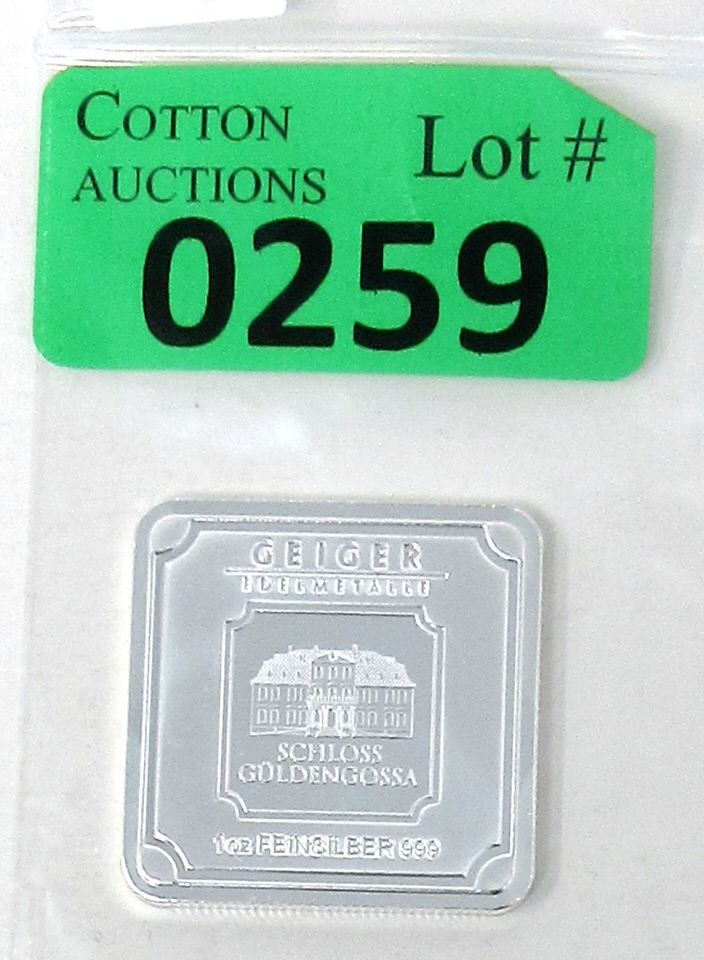 COTTON
AUCTIONS
Lot #
0259
GEIGER
EDELMETALLE
SCHLOSS
GÜLDENGOSSA
1oz FEINSILBER 999